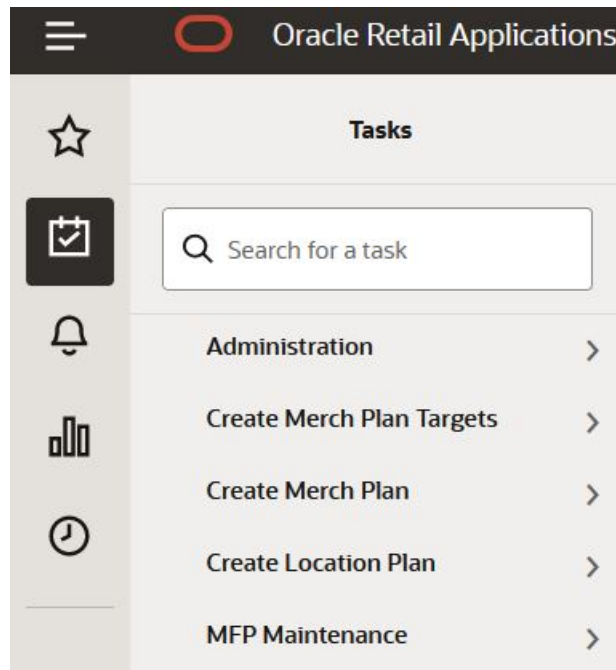 Oracle Retail Applications
Tasks
Search for a task
Administration
Create Merch Plan Targets
Create Merch Plan
Create Location Plan
MFP Maintenance